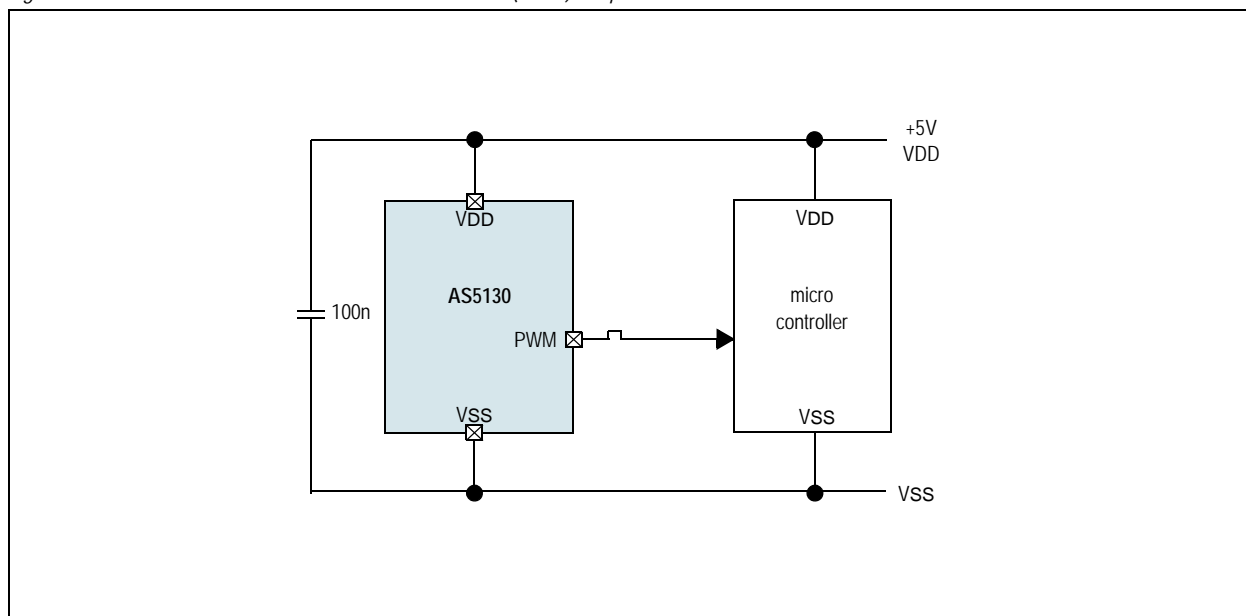 +5V
VDD
VDD
VDD
100n
AS5130
micro
controller
PWM
VSS
VSS
VSS